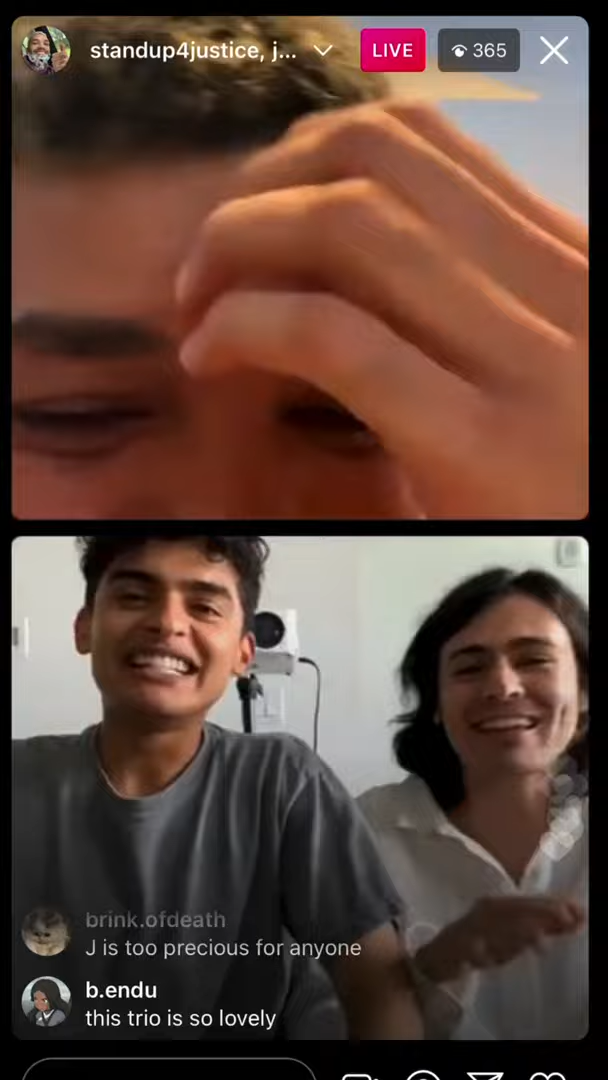 standup4justice, j...
LIVE
365
brink.ofdeath
J is too precious for anyone
b.endu
this trio is so lovely